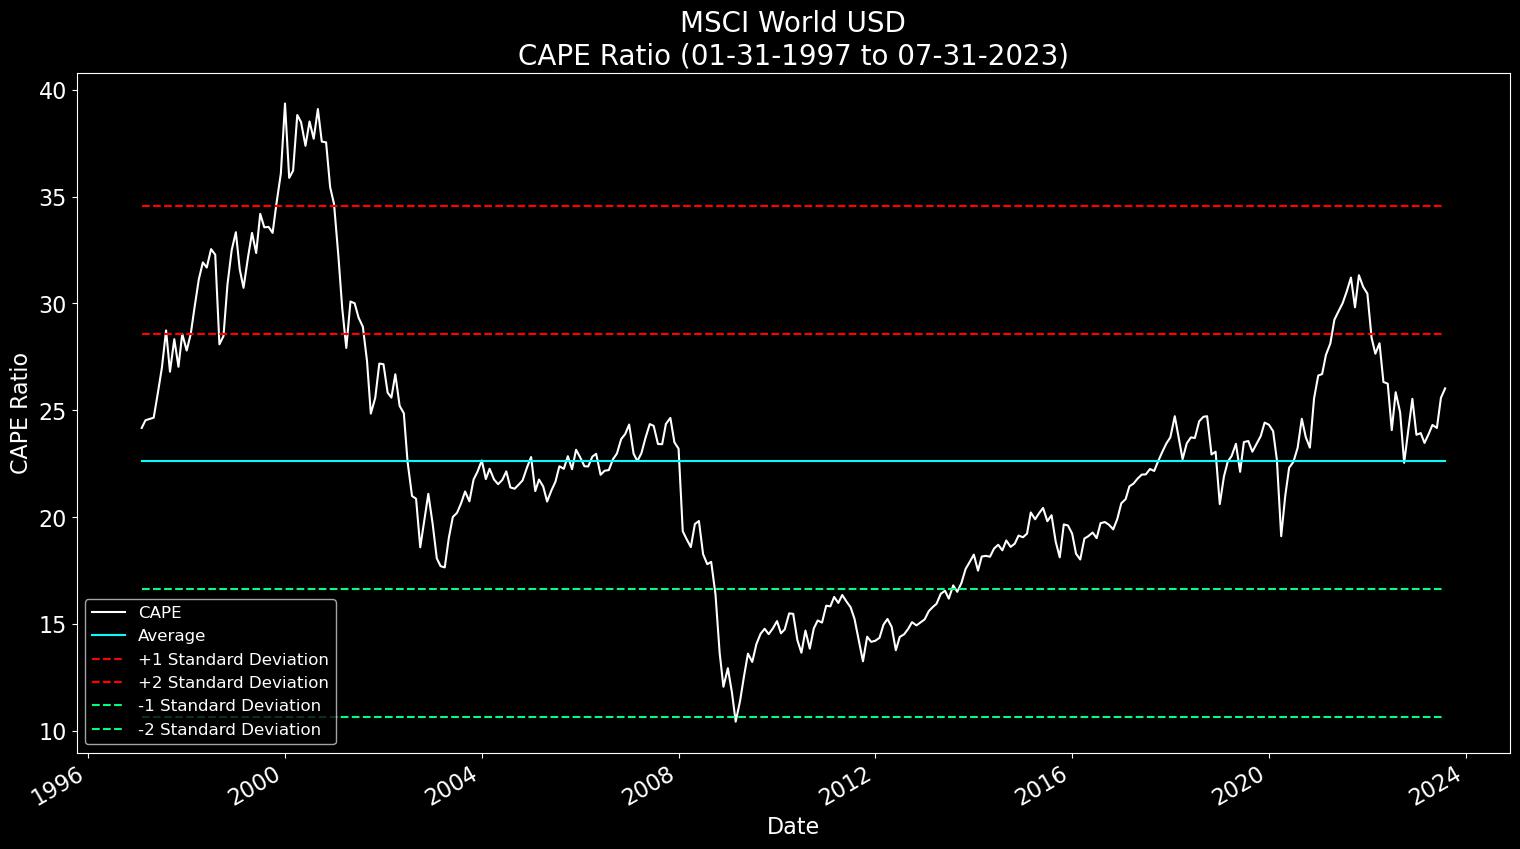 MSCI World USD
CAPE Ratio (01-31-1997 to 07-31-2023)
40
35
30
25
20
15
10
CAPE Ratio
CAPE
Average
+1 Standard Deviation
+2 Standard Deviation
-1 Standard Deviation
-2 Standard Deviation
1996
2000
2004
2008
2012
2016
2020
2024
Date